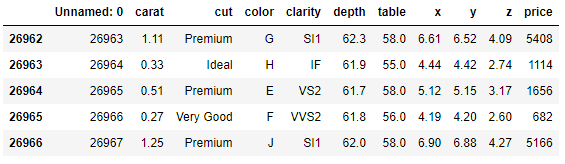 Unnamed: 0 carat cut color clarity depth table x y z price
26962 26963 1.11 Premium G SI1 62.3 58.0 6.61 6.52 4.09 5408
26963 26964 0.33 Ideal H IF 61.9 55.0 4.44 4.42 2.74 1114
26964 26965 0.51 Premium E VS2 61.7 58.0 5.12 5.15 3.17 1656
26965 26966 0.27 Very Good F VVS2 61.8 56.0 4.19 4.20 2.60 682
26966 26967 1.25 Premium J SI1 62.0 58.0 6.90 6.88 4.27 5166